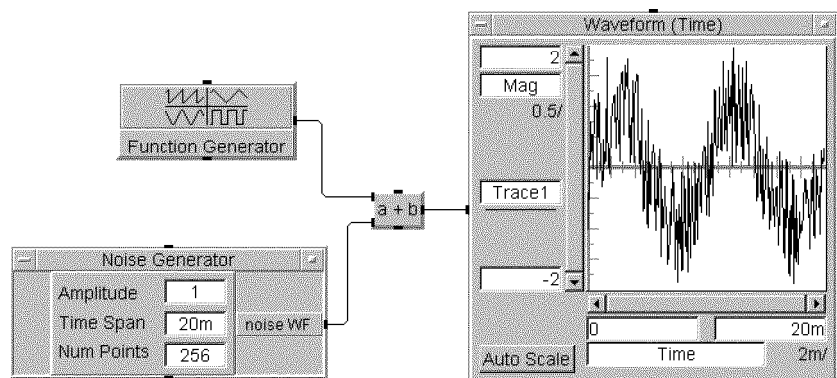 Function Generator
a + b
Noise Generator
Amplitude 1
Time Span 20m
Num Points 256
noise WF
Waveform (Time)
2
Mag
0.5/
Trace1
-2
0 20m
Auto Scale Time 2m/